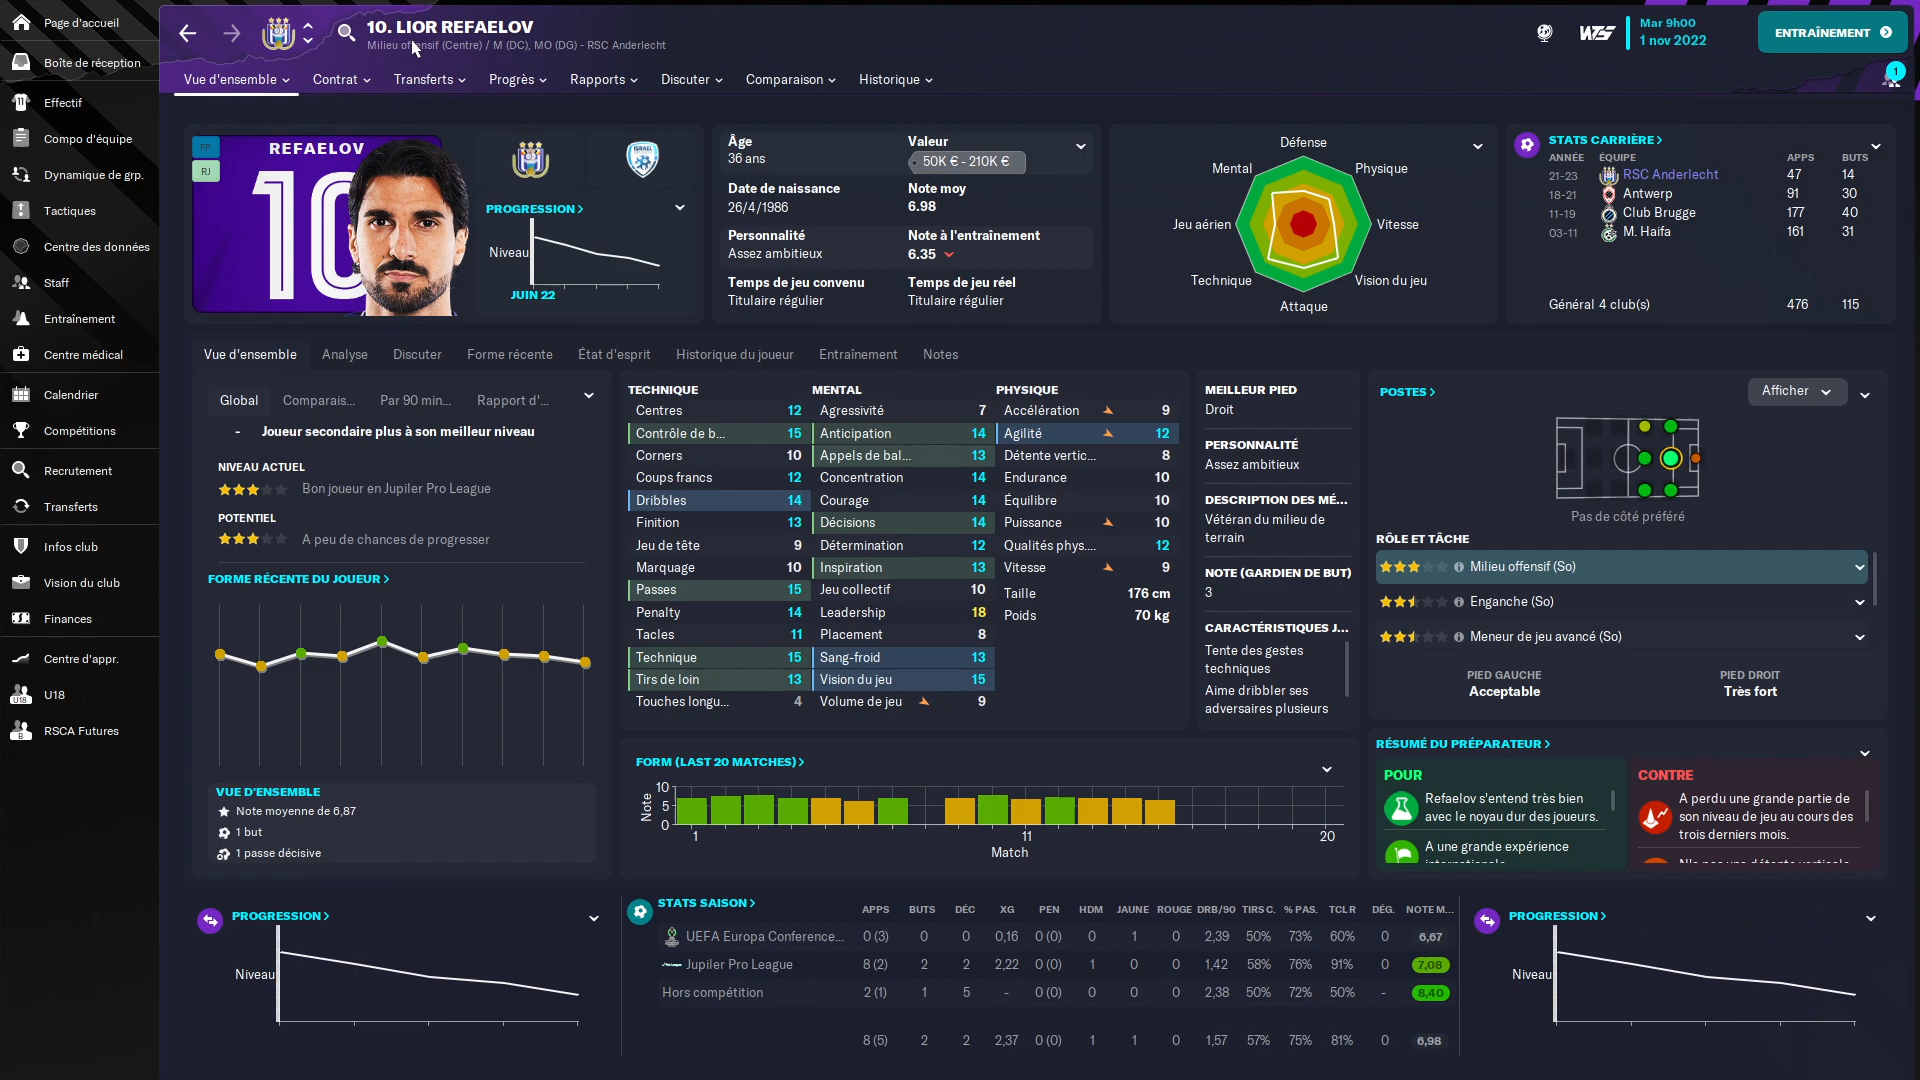 Page d'accueil
Boîte de réception
Effectif
Compo d'équipe
Dynamique de grp.
Tactiques
Centre des données
Staff
Entraînement
Centre médical
Calendrier
Compétitions
Recrutement
Transferts
Infos club
Vision du club
Finances
Centre d'appr.
U18
RSCA Futures
10. LIOR REFAELOV
Milieu offensif (Centre) / M (DC), MO (DG) - RSC Anderlecht
Mar 9h00
1 nov 2022
ENTRAÎNEMENT
1
Vue d'ensemble Contrat Transferts Progrès Rapports Discuter Comparaison Historique
FP
RJ
REFAELOV
10
ISRAEL
PROGRESSION
Niveau
JUIN 22
Âge
36 ans
Valeur
50K € - 210K €
Date de naissance
26/4/1986
Note moy
6.98
Personnalité
Assez ambitieux
Note à l'entraînement
6.35
Temps de jeu convenu
Titulaire régulier
Temps de jeu réel
Titulaire régulier
Défense
Mental Physique
Jeu aérien Vitesse
Technique Vision du jeu
Attaque
STATS CARRIÈRE
ANNÉE ÉQUIPE APPS BUTS
21-23 RSC Anderlecht 47 14
18-21 Antwerp 91 30
11-19 Club Brugge 177 40
03-11 M. Haifa 161 31
Général 4 club(s) 476 115
Vue d'ensemble Analyse Discuter Forme récente État d'esprit Historique du joueur Entraînement Notes
Global Comparais... Par 90 min... Rapport d'...
- Joueur secondaire plus à son meilleur niveau
NIVEAU ACTUEL
Bon joueur en Jupiler Pro League
POTENTIEL
A peu de chances de progresser
FORME RÉCENTE DU JOUEUR
VUE D'ENSEMBLE
Note moyenne de 6,87
1 but
1 passe décisive
TECHNIQUE
Centres 12
Contrôle de b... 15
Corners 10
Coups francs 12
Dribbles 14
Finition 13
Jeu de tête 9
Marquage 10
Passes 15
Penalty 14
Tacles 11
Technique 15
Tirs de loin 13
Touches longu... 4
MENTAL
Agressivité 7
Anticipation 14
Appels de bal... 13
Concentration 14
Courage 14
Décisions 14
Détermination 12
Inspiration 13
Jeu collectif 10
Leadership 18
Placement 8
Sang-froid 13
Vision du jeu 15
Volume de jeu 9
PHYSIQUE
Accélération 9
Agilité 12
Détente vertic... 8
Endurance 10
Équilibre 10
Puissance 10
Qualités phys.... 12
Vitesse 9
Taille 176 cm
Poids 70 kg
MEILLEUR PIED
Droit
PERSONNALITÉ
Assez ambitieux
DESCRIPTION DES MÉ...
Vétéran du milieu de
terrain
NOTE (GARDIEN DE BUT)
3
CARACTÉRISTIQUES J...
Tente des gestes
techniques
Aime dribbler ses
adversaires plusieurs
POSTES
Afficher
Pas de côté préféré
RÔLE ET TÂCHE
Milieu offensif (So)
Enganche (So)
Meneur de jeu avancé (So)
PIED GAUCHE
Acceptable
PIED DROIT
Très fort
FORM (LAST 20 MATCHES)
Note
10
5
0
1 11 20
Match
RÉSUMÉ DU PRÉPARATEUR
POUR
Refaelov s'entend très bien
avec le noyau dur des joueurs.
A une grande expérience
internationale
CONTRE
A perdu une grande partie de
son niveau de jeu au cours des
trois derniers mois.
N'a pas une détente verticale
PROGRESSION
Niveau
STATS SAISON
APPS BUTS DÉC XG PEN HDM JAUNE ROUGE DRB/90 TIRS C. % PAS. TCL R DÉG. NOTE M...
UEFA Europa Conference... 0 (3) 0 0 0,16 0 (0) 0 1 0 2,39 50% 73% 60% 0 6,67
Jupiler Pro League 8 (2) 2 2 2,22 0 (0) 1 0 0 1,42 58% 76% 91% 0 7,08
Hors compétition 2 (1) 1 5 - 0 (0) 0 0 0 2,38 50% 72% 50% - 8,40
8 (5) 2 2 2,37 0 (0) 1 1 0 1,57 57% 75% 81% 0 6,98
PROGRESSION
Niveau